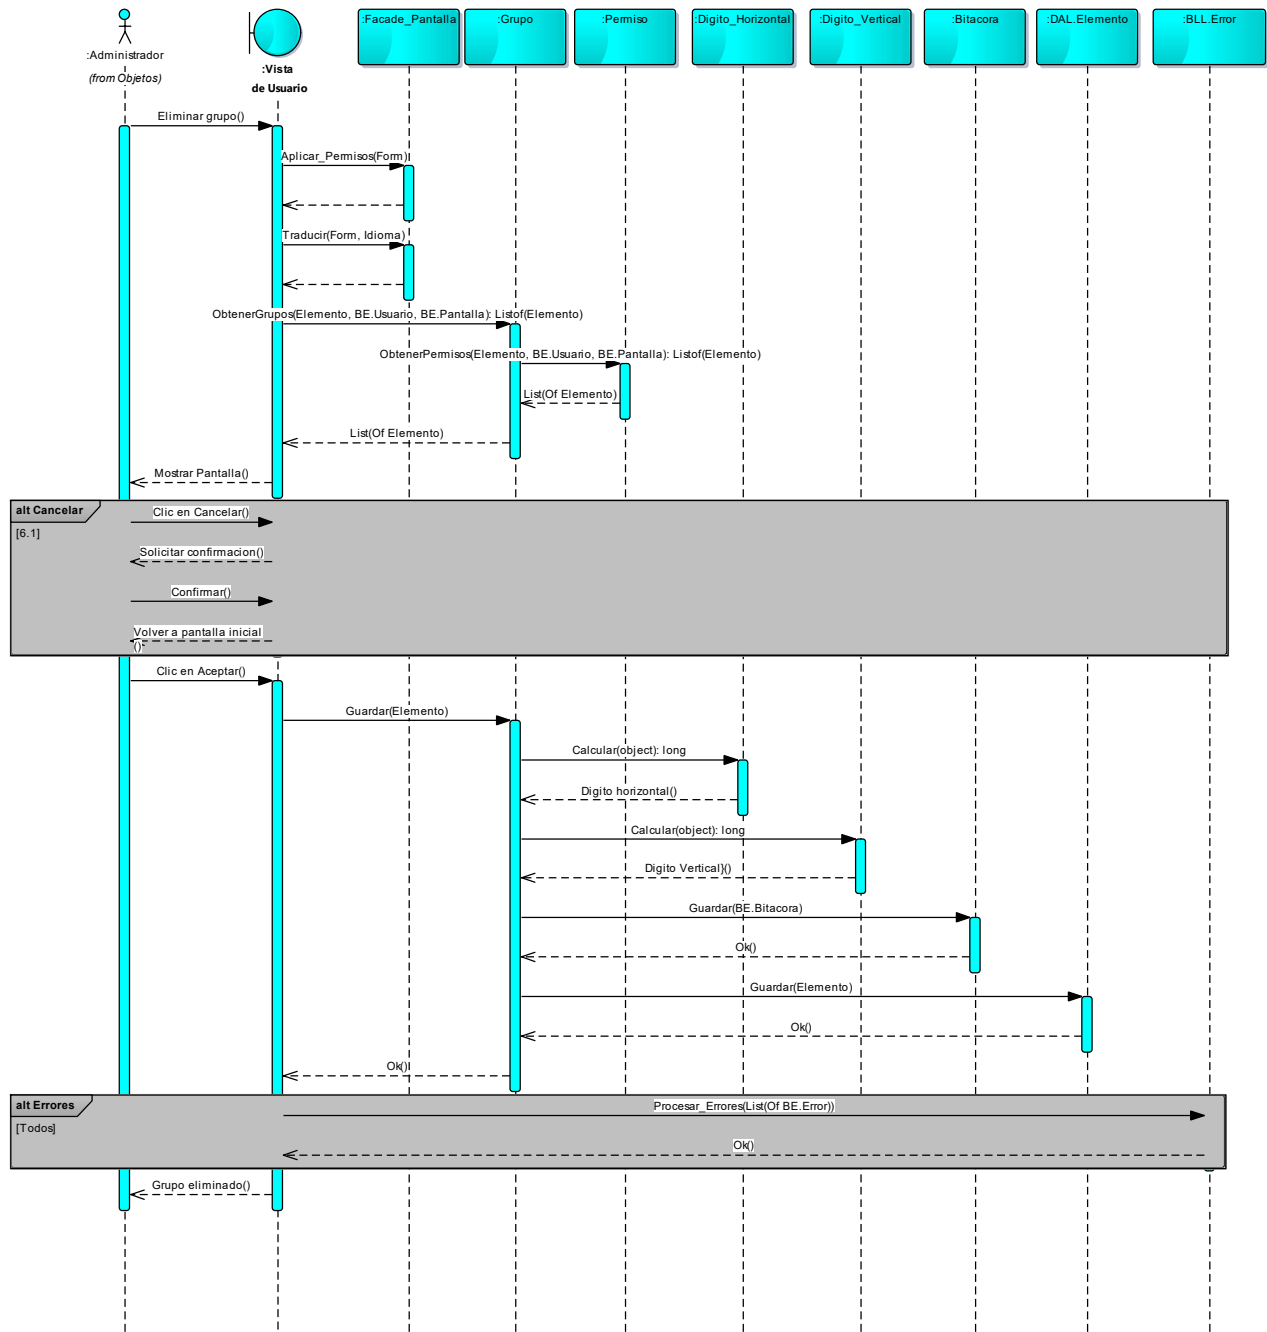 :Facade_Pantalla
:Grupo
:Permiso
:Digito_Horizontal
:Digito_Vertical
:Bitacora
:DAL.Elemento
:BLL.Error
:Administrador
(from Objetos)
:Vista
de Usuario
Eliminar grupo()
Aplicar_Permisos(Form)
Traducir(Form, Idioma)
ObtenerGrupos(Elemento, BE.Usuario, BE.Pantalla): Listof(Elemento)
ObtenerPermisos(Elemento, BE.Usuario, BE.Pantalla): Listof(Elemento)
List(Of Elemento)
List(Of Elemento)
Mostrar Pantalla()
alt Cancelar
Clic en Cancelar()
[6.1]
Solicitar confirmacion()
Confirmar()
Volver a pantalla inicial
()
Clic en Aceptar()
Guardar(Elemento)
Calcular(object): long
Digito horizontal()
Calcular(object): long
Digito Vertical}()
Guardar(BE.Bitacora)
Ok()
Guardar(Elemento)
Ok()
Ok()
alt Errores
Procesar_Errores(List(Of BE.Error))
[Todos]
Ok()
Grupo eliminado()